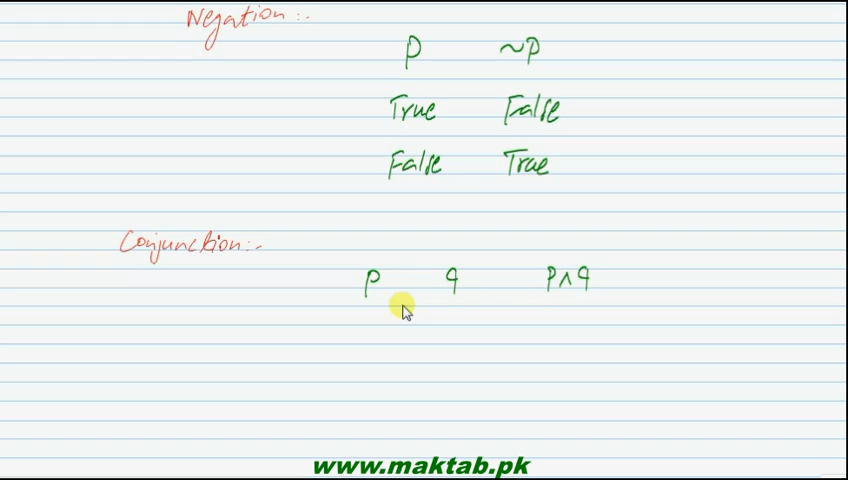 Negation:-
p ~p
True False
False True
Conjunction:-
p q p∧q
www.maktab.pk